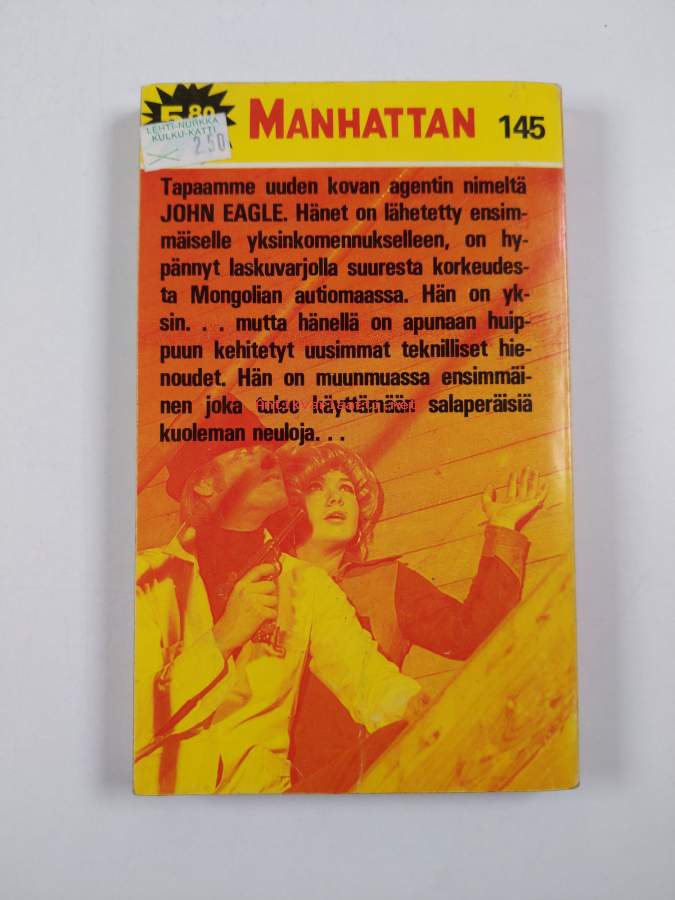 5.80
LEHTI-NURKKA
KULKU-KATTI
2.50
MANHATTAN 145
Tapaamme uuden kovan agentin nimeltä
JOHN EAGLE. Hänet on lähetetty ensim-
mäiselle yksinkomennukselleen, on hy-
pännyt laskuvarjolla suuresta korkeudes-
ta Mongolian autiomaassa. Hän on yk-
sin. . . mutta hänellä on apunaan huip-
puun kehitetyt uusimmat teknilliset hie-
noudet. Hän on muunmuassa ensimmäi-
nen joka tulee käyttämään salaperäisiä
kuoleman neuloja. . .